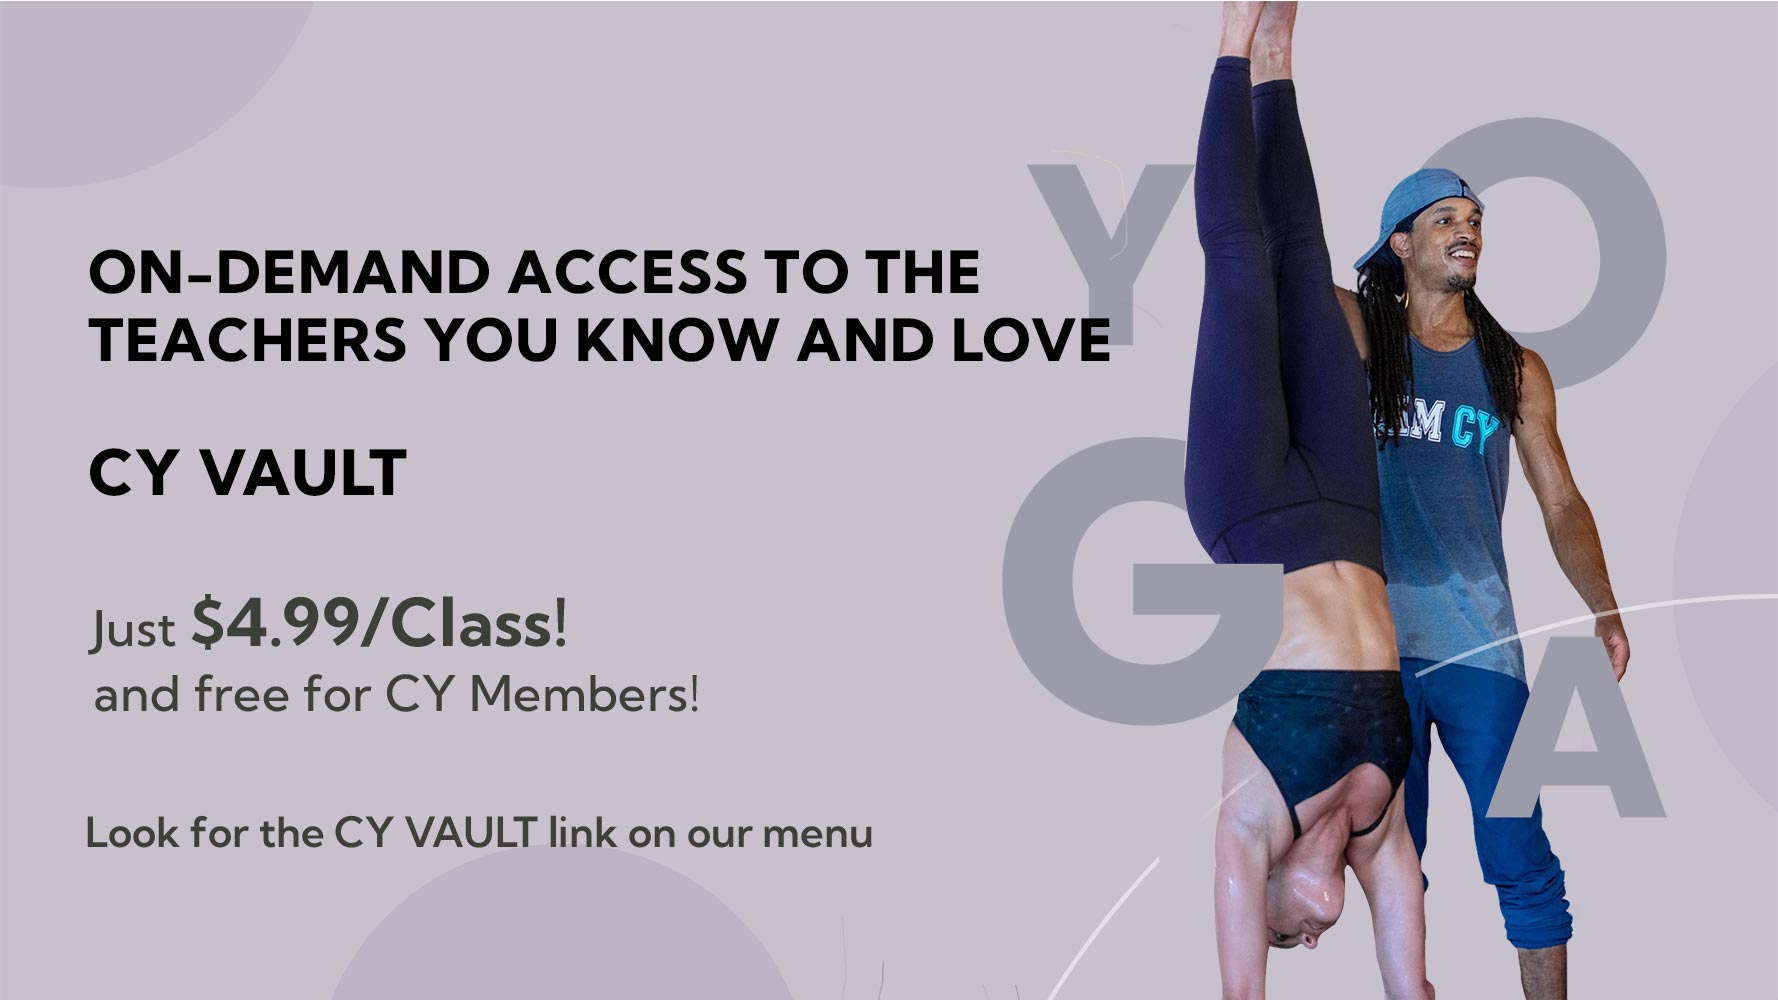 ON-DEMAND ACCESS TO THE
TEACHERS YOU KNOW AND LOVE
CY VAULT
Just $4.99/Class!
and free for CY Members!
Look for the CY VAULT link on our menu
Y O
G A
CY